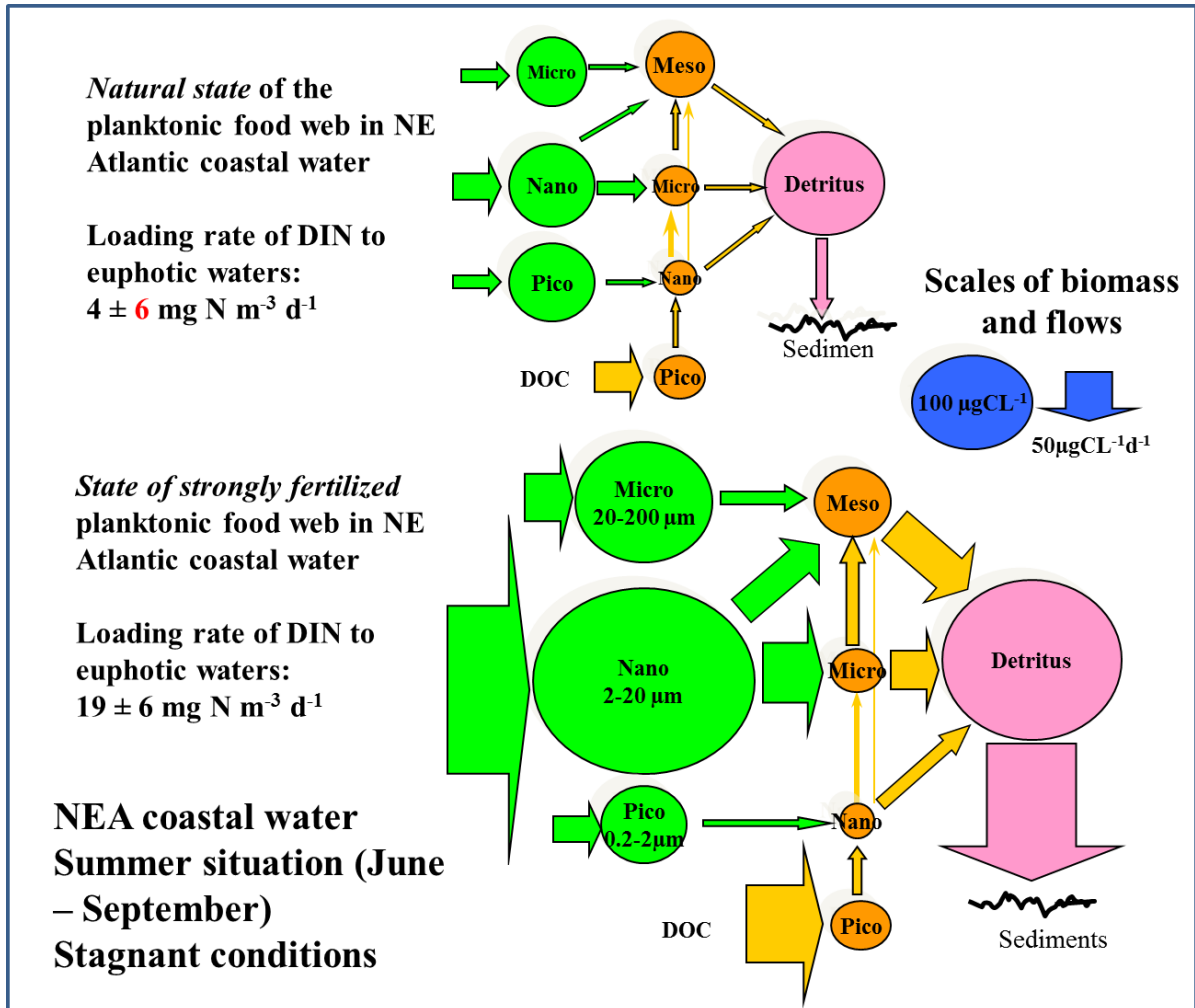 Natural state of the
planktonic food web in NE
Atlantic coastal water
Loading rate of DIN to
euphotic waters:
4 ± 6 mg N m⁻³ d⁻¹
Micro
Meso
Nano
Micro
Detritus
Pico
Nano
DOC
Pico
Sedimen
Scales of biomass
and flows
100 µgCL⁻¹
50µgCL⁻¹d⁻¹
State of strongly fertilized
planktonic food web in NE
Atlantic coastal water
Loading rate of DIN to
euphotic waters:
19 ± 6 mg N m⁻³ d⁻¹
Micro
20-200 µm
Meso
Nano
2-20 µm
Micro
Detritus
Pico
0.2-2µm
Nano
DOC
Pico
Sediments
NEA coastal water
Summer situation (June
– September)
Stagnant conditions